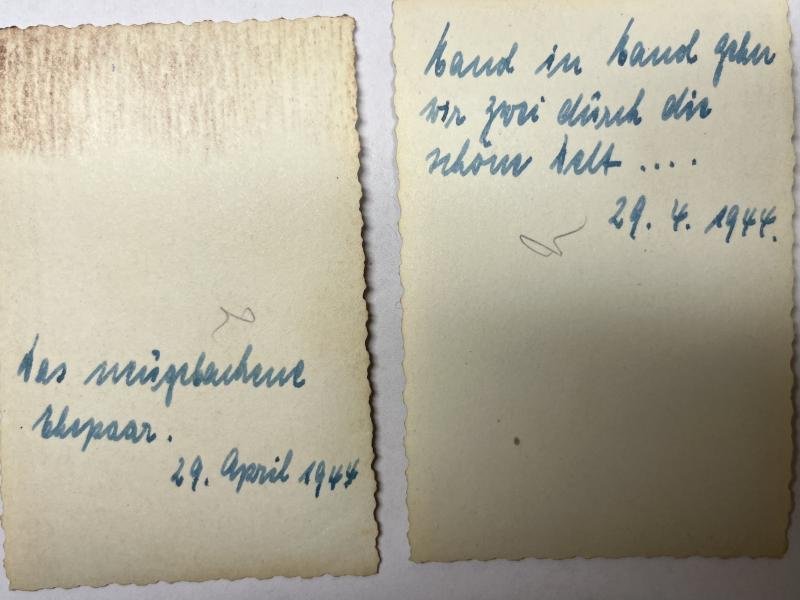 Das neugebackene
Ehepaar.
29. April 1944
Hand in Hand gehen
wir zwei durch die
schöne Welt ....
29. 4. 1944.